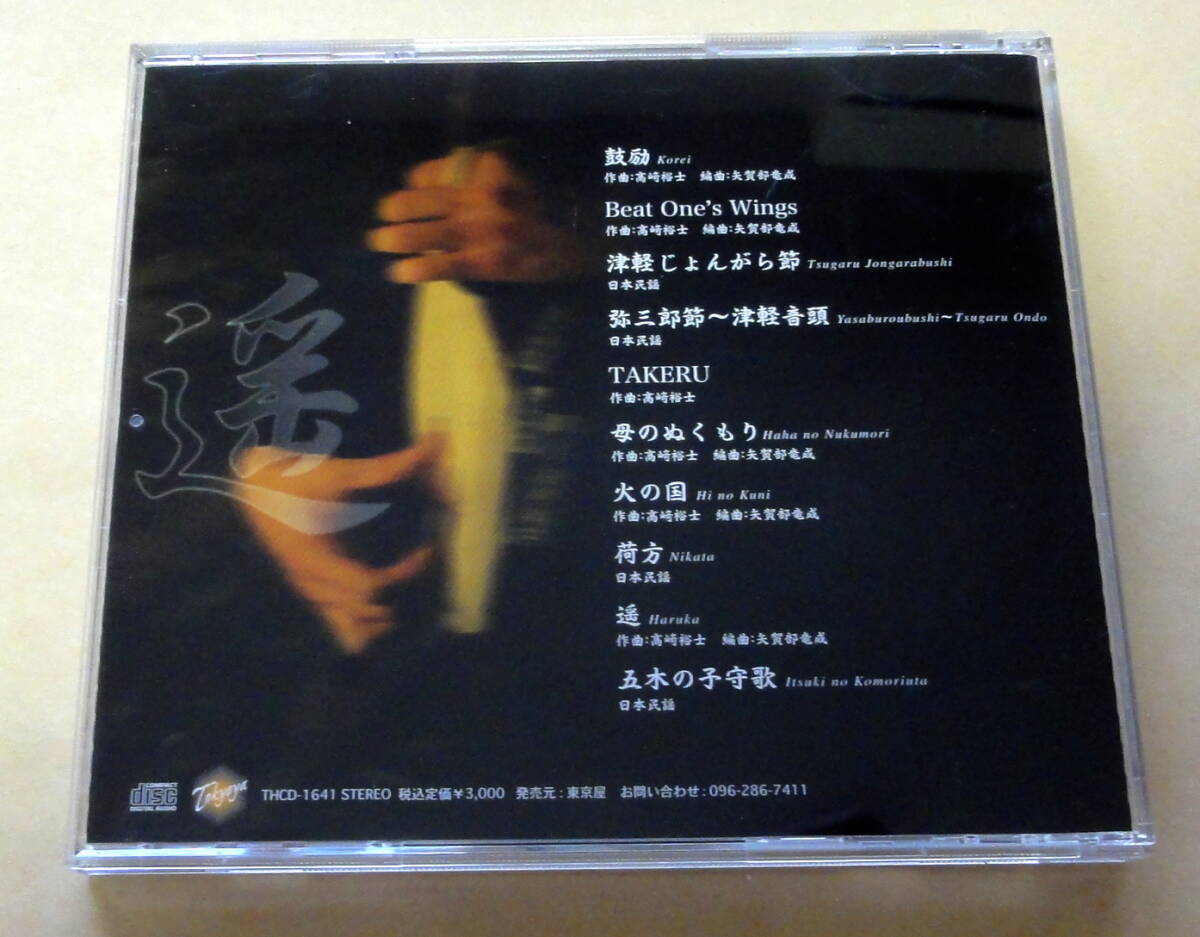 遥
鼓励 Korei
作曲:高崎裕士　編曲:矢賀部竜成
Beat One's Wings
作曲:高崎裕士　編曲:矢賀部竜成
津軽じょんがら節 Tsugaru Jongarabushi
日本民謡
弥三郎節～津軽音頭 Yasaburoubushi～Tsugaru Ondo
日本民謡
TAKERU
作曲:高崎裕士
母のぬくもり Haha no Nukumori
作曲:高崎裕士　編曲:矢賀部竜成
火の国 Hi no Kuni
作曲:高崎裕士　編曲:矢賀部竜成
荷方 Nikata
日本民謡
遥 Haruka
作曲:高崎裕士　編曲:矢賀部竜成
五木の子守歌 Itsuki no Komoriuta
日本民謡
COMPACT disc DIGITAL AUDIO Tokyoya THCD-1641 STEREO 税込定価¥3,000 発売元:東京屋 お問い合わせ:096-286-7411